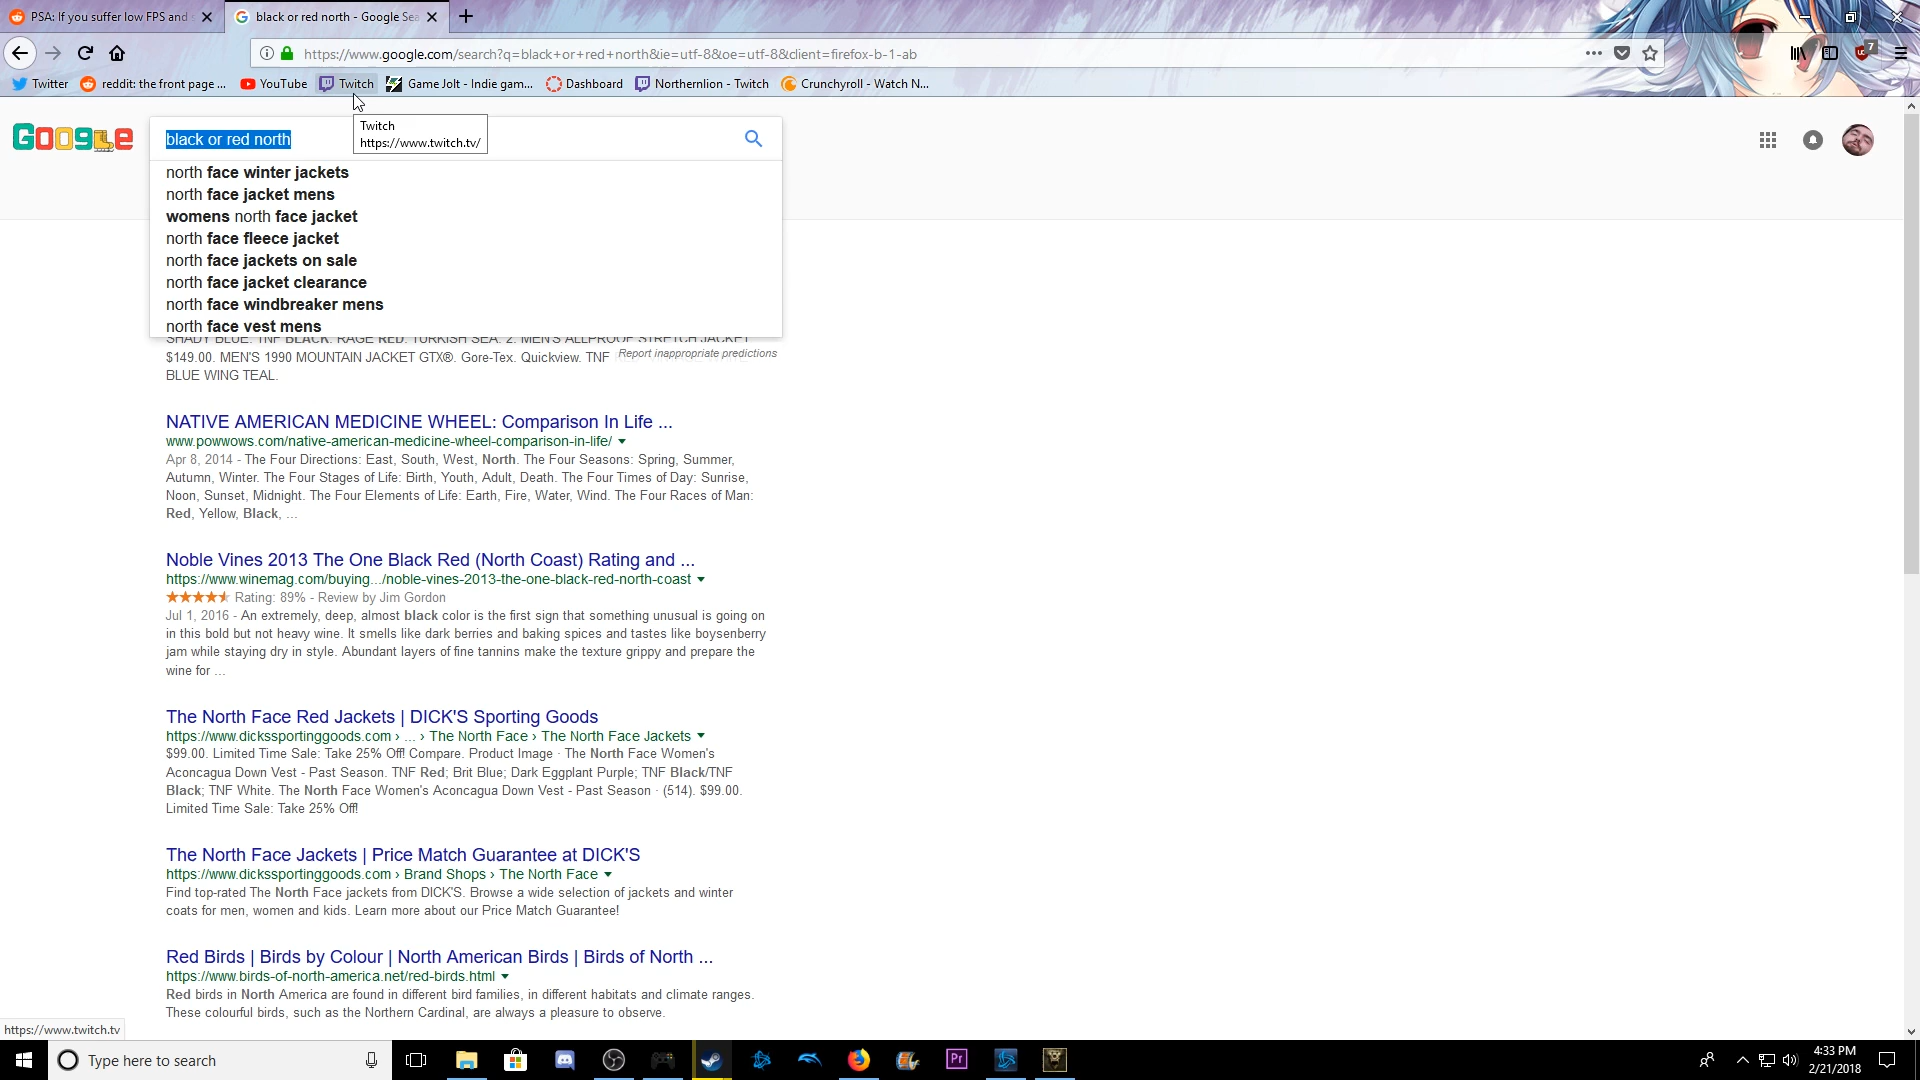 PSA: If you suffer low FPS and s
black or red north - Google Sea
https://www.google.com/search?q=black+or+red+north&ie=utf-8&oe=utf-8&client=firefox-b-1-ab
7
Twitter
reddit: the front page ...
YouTube
Twitch
Game Jolt - Indie gam...
Dashboard
Northernlion - Twitch
Crunchyroll - Watch N...
Google
black or red north
Twitch
https://www.twitch.tv/
north face winter jackets
north face jacket mens
womens north face jacket
north face fleece jacket
north face jackets on sale
north face jacket clearance
north face windbreaker mens
north face vest mens
SHADY BLUE. TNF BLACK. RAGE RED. TURKISH SEA. 2. MEN'S ALLPROOF STRETCH JACKET
$149.00. MEN'S 1990 MOUNTAIN JACKET GTX®. Gore-Tex. Quickview. TNF
Report inappropriate predictions
BLUE WING TEAL.
NATIVE AMERICAN MEDICINE WHEEL: Comparison In Life ...
www.powwows.com/native-american-medicine-wheel-comparison-in-life/
Apr 8, 2014 - The Four Directions: East, South, West, North. The Four Seasons: Spring, Summer,
Autumn, Winter. The Four Stages of Life: Birth, Youth, Adult, Death. The Four Times of Day: Sunrise,
Noon, Sunset, Midnight. The Four Elements of Life: Earth, Fire, Water, Wind. The Four Races of Man:
Red, Yellow, Black, ...
Noble Vines 2013 The One Black Red (North Coast) Rating and ...
https://www.winemag.com/buying.../noble-vines-2013-the-one-black-red-north-coast
Rating: 89% - Review by Jim Gordon
Jul 1, 2016 - An extremely, deep, almost black color is the first sign that something unusual is going on
in this bold but not heavy wine. It smells like dark berries and baking spices and tastes like boysenberry
jam while staying dry in style. Abundant layers of fine tannins make the texture grippy and prepare the
wine for ...
The North Face Red Jackets | DICK'S Sporting Goods
https://www.dickssportinggoods.com › ... › The North Face › The North Face Jackets
$99.00. Limited Time Sale: Take 25% Off! Compare. Product Image · The North Face Women's
Aconcagua Down Vest - Past Season. TNF Red; Brit Blue; Dark Eggplant Purple; TNF Black/TNF
Black; TNF White. The North Face Women's Aconcagua Down Vest - Past Season · (514). $99.00.
Limited Time Sale: Take 25% Off!
The North Face Jackets | Price Match Guarantee at DICK'S
https://www.dickssportinggoods.com › Brand Shops › The North Face
Find top-rated The North Face jackets from DICK'S. Browse a wide selection of jackets and winter
coats for men, women and kids. Learn more about our Price Match Guarantee!
Red Birds | Birds by Colour | North American Birds | Birds of North ...
https://www.birds-of-north-america.net/red-birds.html
Red birds in North America are found in different bird families, in different habitats and climate ranges.
These colourful birds, such as the Northern Cardinal, are always a pleasure to observe.
https://www.twitch.tv
Type here to search
Pr
4:33 PM
2/21/2018